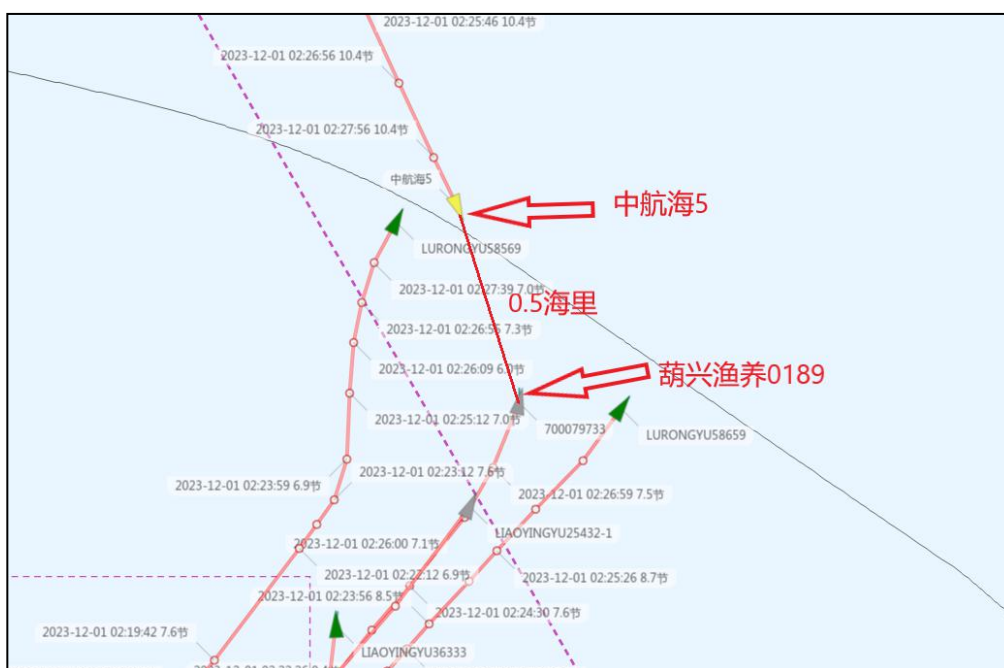 2023-12-01 02:25:46 10.4节
2023-12-01 02:26:56 10.4节
2023-12-01 02:27:56 10.4节
中航海5
中航海5
LURONGYU58569
2023-12-01 02:27:39 7.0节
0.5海里
2023-12-01 02:26:55 7.3节
2023-12-01 02:26:09 6.9节
葫兴渔养0189
2023-12-01 02:25:12 7.0节
700079733
LURONGYU58659
2023-12-01 02:23:12 7.6节
2023-12-01 02:23:59 6.9节
2023-12-01 02:26:59 7.5节
LIAOYINGYU25432-1
2023-12-01 02:26:00 7.1节
2023-12-01 02:22:12 6.9节
2023-12-01 02:25:26 8.7节
2023-12-01 02:23:56 8.5节
2023-12-01 02:24:30 7.6节
2023-12-01 02:19:42 7.6节
LIAOYINGYU36333